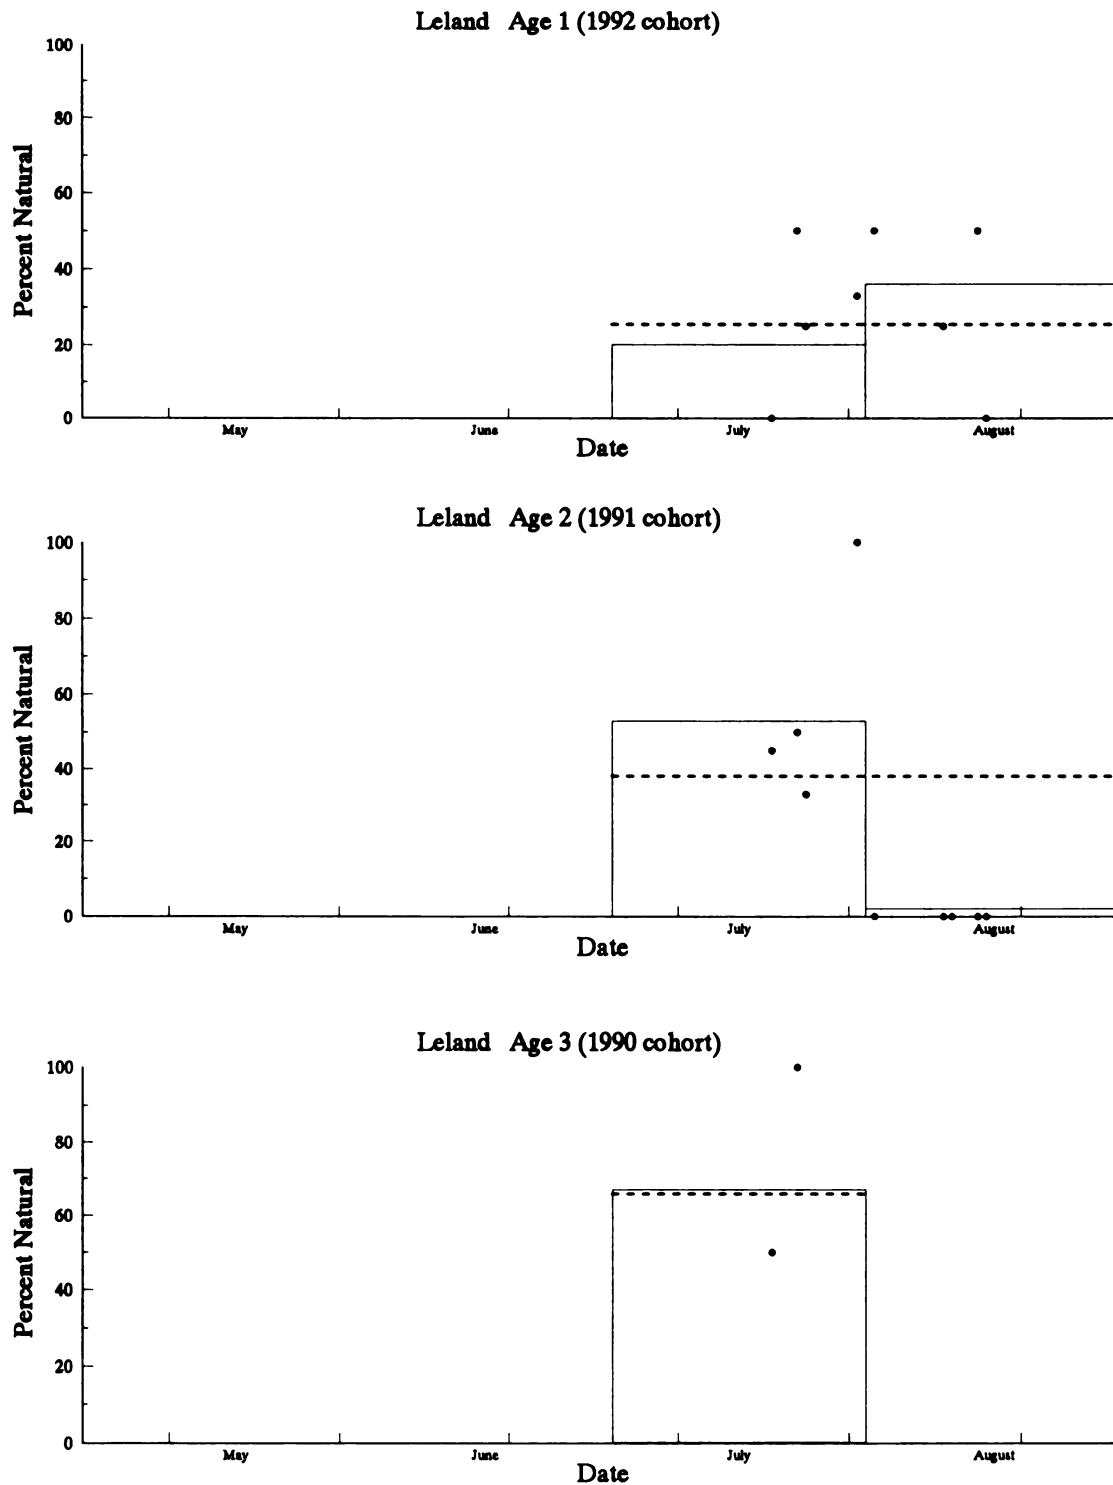 Leland Age 1 (1992 cohort)
100
80
60
40
20
0
Percent Natural
May June July August
Date
Leland Age 2 (1991 cohort)
100
80
60
40
20
0
Percent Natural
May June July August
Date
Leland Age 3 (1990 cohort)
100
80
60
40
20
0
Percent Natural
May June July August
Date